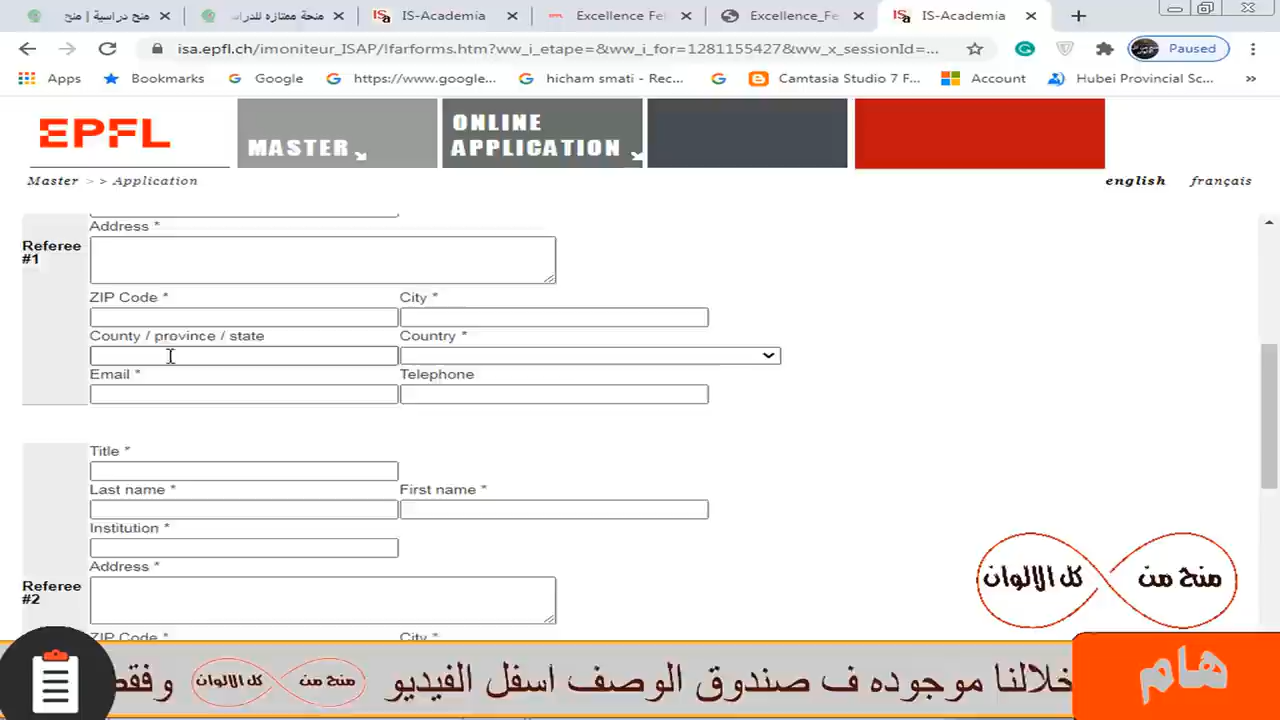 منح دراسية | منح
منحة ممتازه للدراسة
IS-Academia
Excellence Fel
Excellence_Fe
IS-Academia
isa.epfl.ch/imoniteur_ISAP/!farforms.htm?ww_i_etape=&ww_i_for=1281155427&ww_x_sessionId=...
Paused
Apps
Bookmarks
Google
https://www.google...
hicham smati - Rec...
Camtasia Studio 7 F...
Account
Hubei Provincial Sc...
»
EPFL
MASTER
ONLINE
APPLICATION
Master > > Application
english
français
Address *
Referee
#1
ZIP Code *
City *
County / province / state
Country *
Email *
Telephone
Title *
Last name *
First name *
Institution *
Address *
Referee
#2
ZIP Code *
City *
منح من
كل الالوان
هام
خلالنا موجوده ف صندوق الوصف اسفل الفيديو
منح من
كل الالوان
وفقط